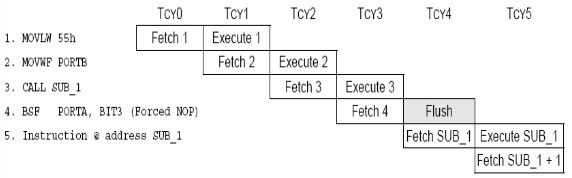 TCY0 TCY1 TCY2 TCY3 TCY4 TCY5
1. MOVLW 55h Fetch 1 Execute 1
2. MOVWF PORTB Fetch 2 Execute 2
3. CALL SUB_1 Fetch 3 Execute 3
4. BSF PORTA, BIT3 (Forced NOP) Fetch 4 Flush
5. Instruction @ address SUB_1 Fetch SUB_1 Execute SUB_1
Fetch SUB_1 + 1